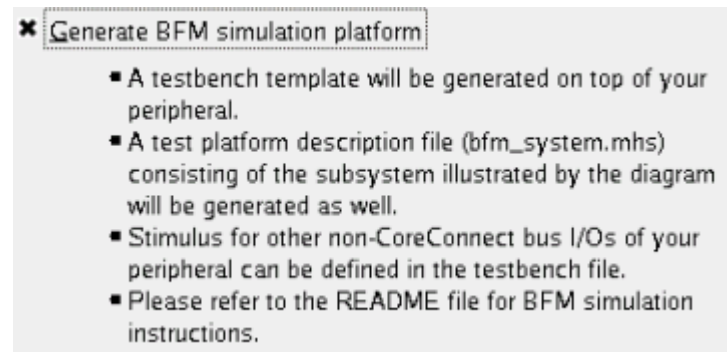 Generate BFM simulation platform
A testbench template will be generated on top of your
peripheral.
A test platform description file (bfm_system.mhs)
consisting of the subsystem illustrated by the diagram
will be generated as well.
Stimulus for other non-CoreConnect bus I/Os of your
peripheral can be defined in the testbench file.
Please refer to the README file for BFM simulation
instructions.